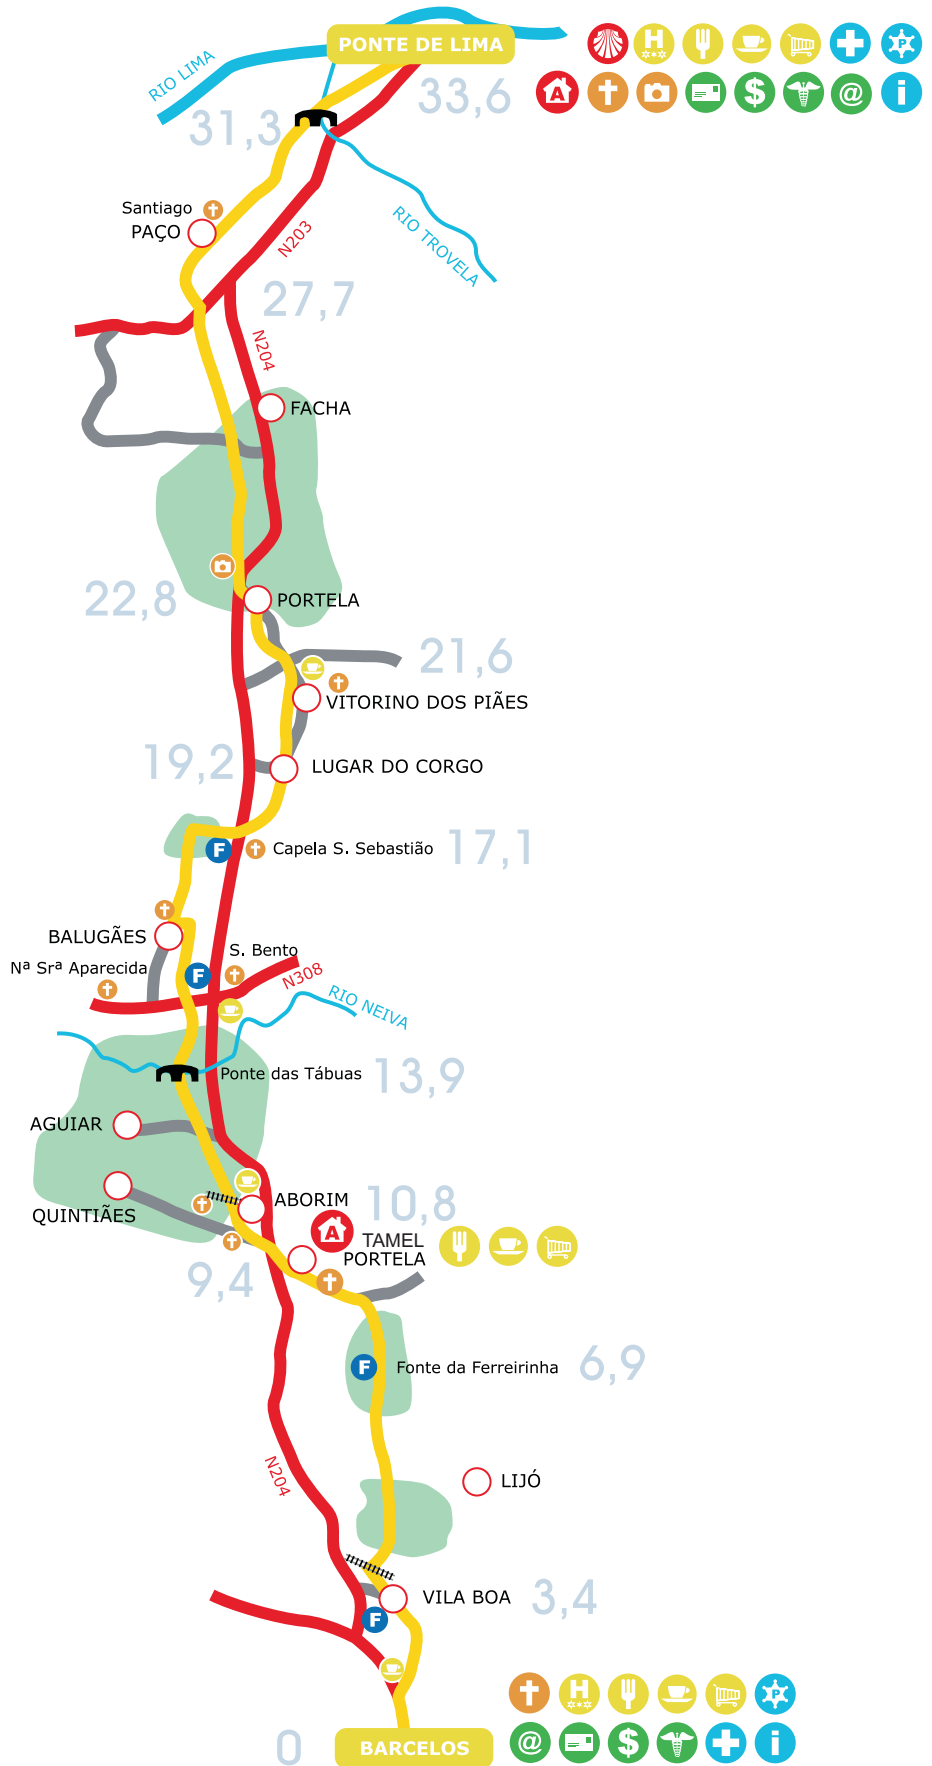 PONTE DE LIMA
H
P
A
$
@
i
RIO LIMA
33,6
31,3
Santiago
PAÇO
N203
RIO TROVELA
27,7
N204
FACHA
22,8
PORTELA
21,6
VITORINO DOS PIÃES
19,2
LUGAR DO CORGO
F
Capela S. Sebastião
17,1
BALUGÃES
S. Bento
Nª Srª Aparecida
F
N308
RIO NEIVA
Ponte das Tábuas
13,9
AGUIAR
QUINTIÃES
ABORIM
10,8
A
TAMEL
PORTELA
9,4
F
Fonte da Ferreirinha
6,9
N204
LIJÓ
VILA BOA
3,4
F
H
P
0
BARCELOS
@
$
i